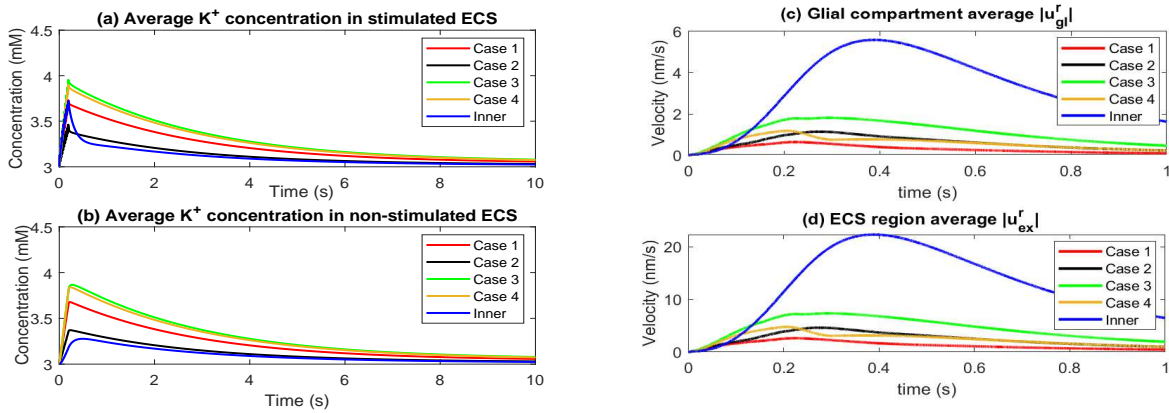 (a) Average K+ concentration in stimulated ECS
Concentration (mM)
4.5
4
3.5
3
0
2
4
6
8
10
Time (s)
Case 1
Case 2
Case 3
Case 4
Inner
(b) Average K+ concentration in non-stimulated ECS
Concentration (mM)
4.5
4
3.5
3
0
2
4
6
8
10
Time (s)
Case 1
Case 2
Case 3
Case 4
Inner
(c) Glial compartment average |u^r_gl|
Velocity (nm/s)
6
4
2
0
0
0.2
0.4
0.6
0.8
1
time (s)
Case 1
Case 2
Case 3
Case 4
Inner
(d) ECS region average |u^r_ex|
Velocity (nm/s)
20
10
0
0
0.2
0.4
0.6
0.8
1
time (s)
Case 1
Case 2
Case 3
Case 4
Inner